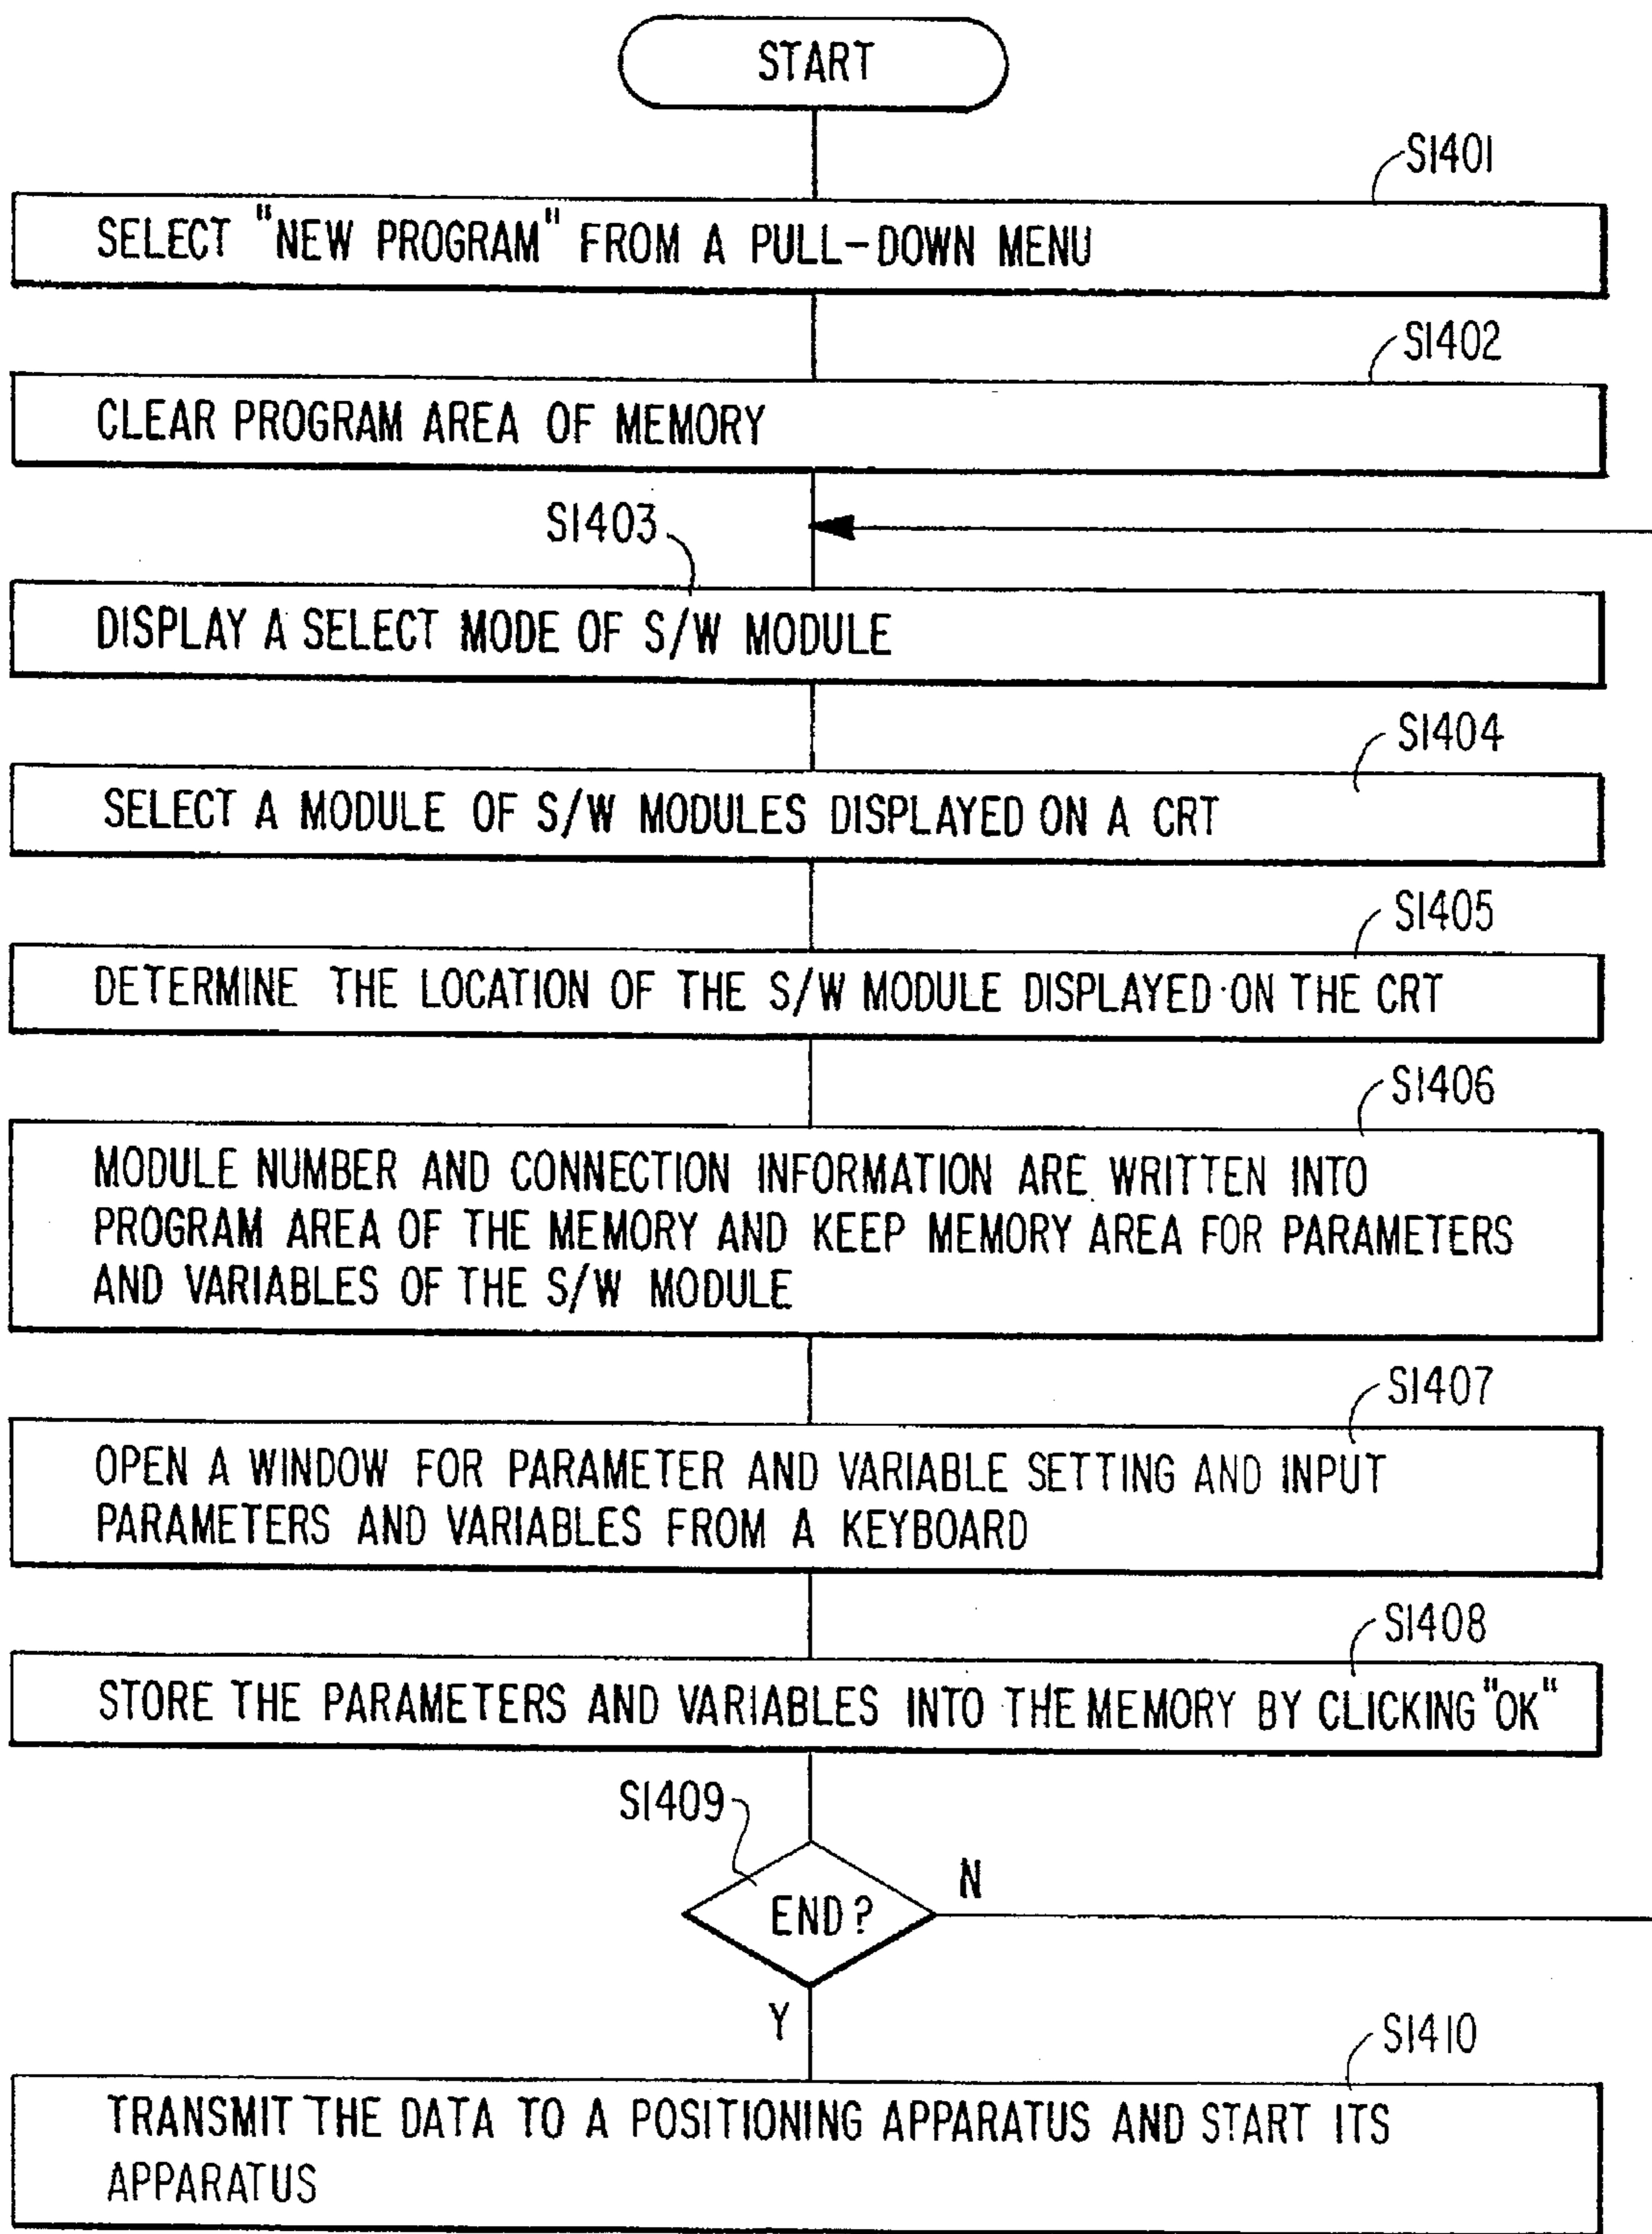 START
S1401
SELECT "NEW PROGRAM" FROM A PULL-DOWN MENU
S1402
CLEAR PROGRAM AREA OF MEMORY
S1403
DISPLAY A SELECT MODE OF S/W MODULE
S1404
SELECT A MODULE OF S/W MODULES DISPLAYED ON A CRT
S1405
DETERMINE THE LOCATION OF THE S/W MODULE DISPLAYED ON THE CRT
S1406
MODULE NUMBER AND CONNECTION INFORMATION ARE WRITTEN INTO
PROGRAM AREA OF THE MEMORY AND KEEP MEMORY AREA FOR PARAMETERS
AND VARIABLES OF THE S/W MODULE
S1407
OPEN A WINDOW FOR PARAMETER AND VARIABLE SETTING AND INPUT
PARAMETERS AND VARIABLES FROM A KEYBOARD
S1408
STORE THE PARAMETERS AND VARIABLES INTO THE MEMORY BY CLICKING "OK"
S1409
END?
N
Y
S1410
TRANSMIT THE DATA TO A POSITIONING APPARATUS AND START ITS
APPARATUS